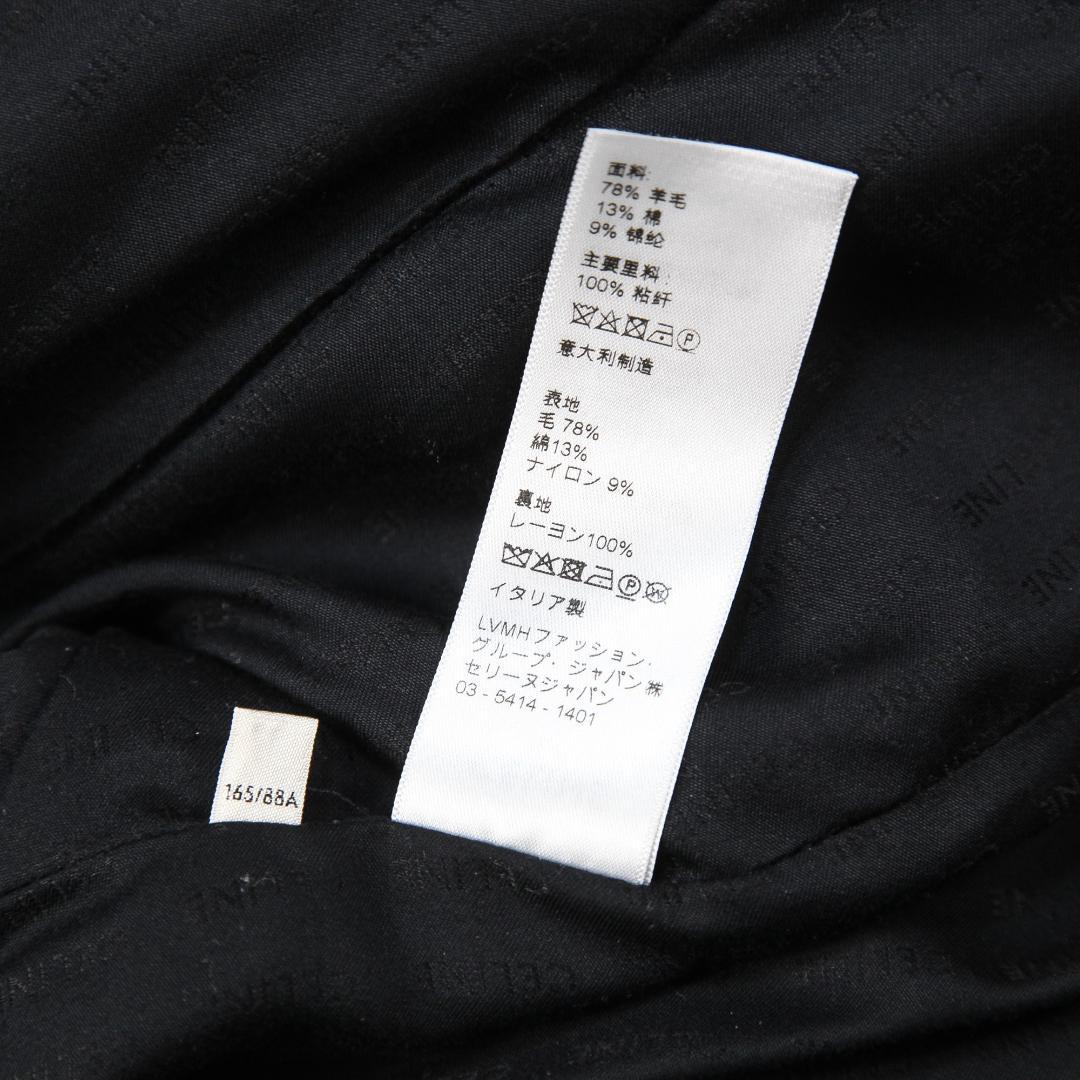 面料:
78% 羊毛
13% 棉
9% 锦纶
主要里料:
100% 粘纤
P
意大利制造
表地
毛 78%
綿13%
ナイロン 9%
裏地
レーヨン100%
P W
イタリア製
LVMHファッション・
グループ・ジャパン株
セリーヌジャパン
03 - 5414 - 1401
165/88A
CELINE